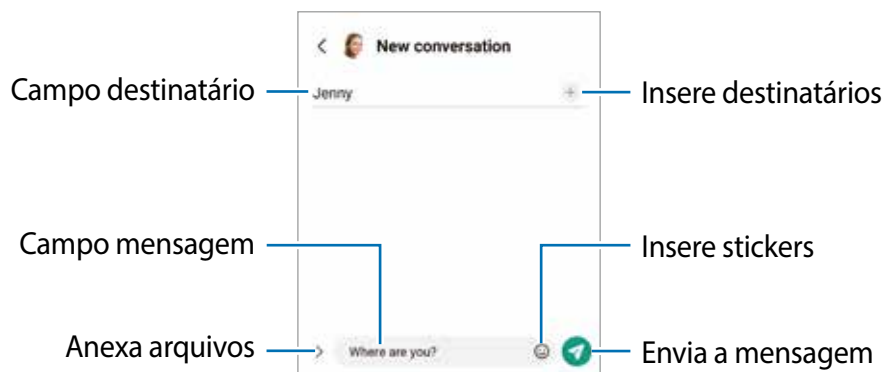 New conversation
Campo destinatário
Jenny
Insere destinatários
Campo mensagem
Insere stickers
Anexa arquivos
Where are you?
Envia a mensagem